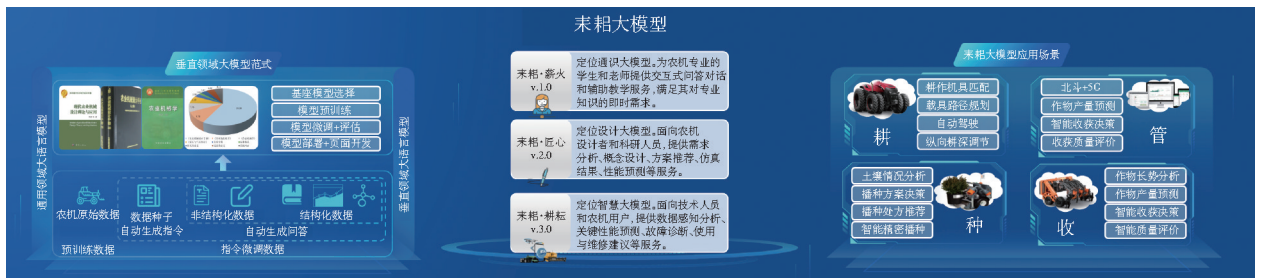 耒耜大模型
垂直领域大模型范式
通用领域大语言模型
垂直领域大语言模型
农业机械学
基座模型选择
模型预训练
模型微调+评估
模型部署+页面开发
农机原始数据
数据种子
非结构化数据
结构化数据
自动生成指令
自动生成问答
预训练数据
指令微调数据
耒耜·薪火
v.1.0
定位通识大模型。为农机专业的
学生和老师提供交互式问答对话
和辅助教学服务，满足其对专业
知识的即时需求。
耒耜·匠心
v.2.0
定位设计大模型。面向农机
设计者和科研人员，提供需求
分析、概念设计、方案推荐、仿真
结果、性能预测等服务。
耒耜·耕耘
v.3.0
定位智慧大模型。面向技术人员
和农机用户，提供数据感知分析、
关键性能预测、故障诊断、使用
与维修建议等服务。
耒耜大模型应用场景
耕
耕作机具匹配
载具路径规划
自动驾驶
纵向耕深调节
北斗+5G
作物产量预测
智能收获决策
收获质量评价
管
土壤情况分析
播种方案决策
播种处方推荐
智能精密播种
种
收
作物长势分析
作物产量预测
智能收获决策
智能质量评价